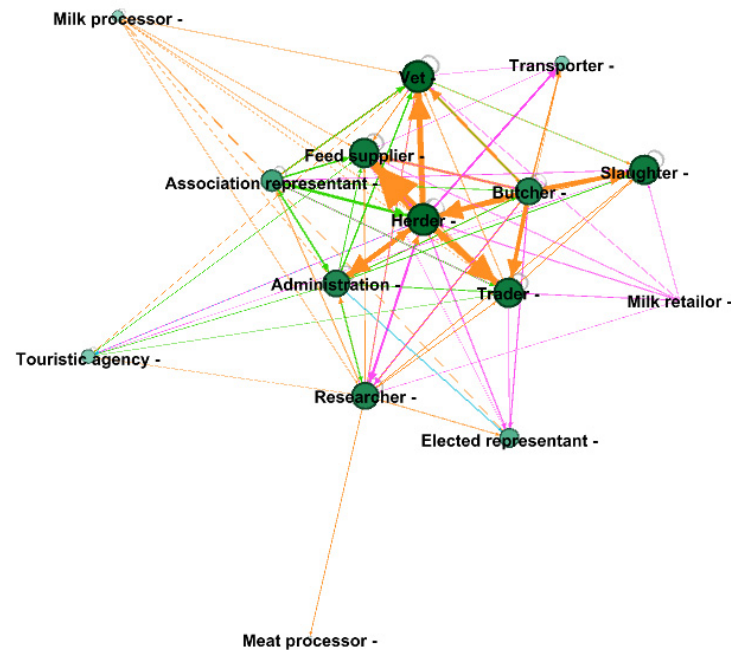 Milk processor -
Vet -
Transporter -
Feed supplier -
Association representant -
Butcher -
Slaughter -
Herder -
Administration -
Trader -
Milk retailor -
Touristic agency -
Researcher -
Elected representant -
Meat processor -